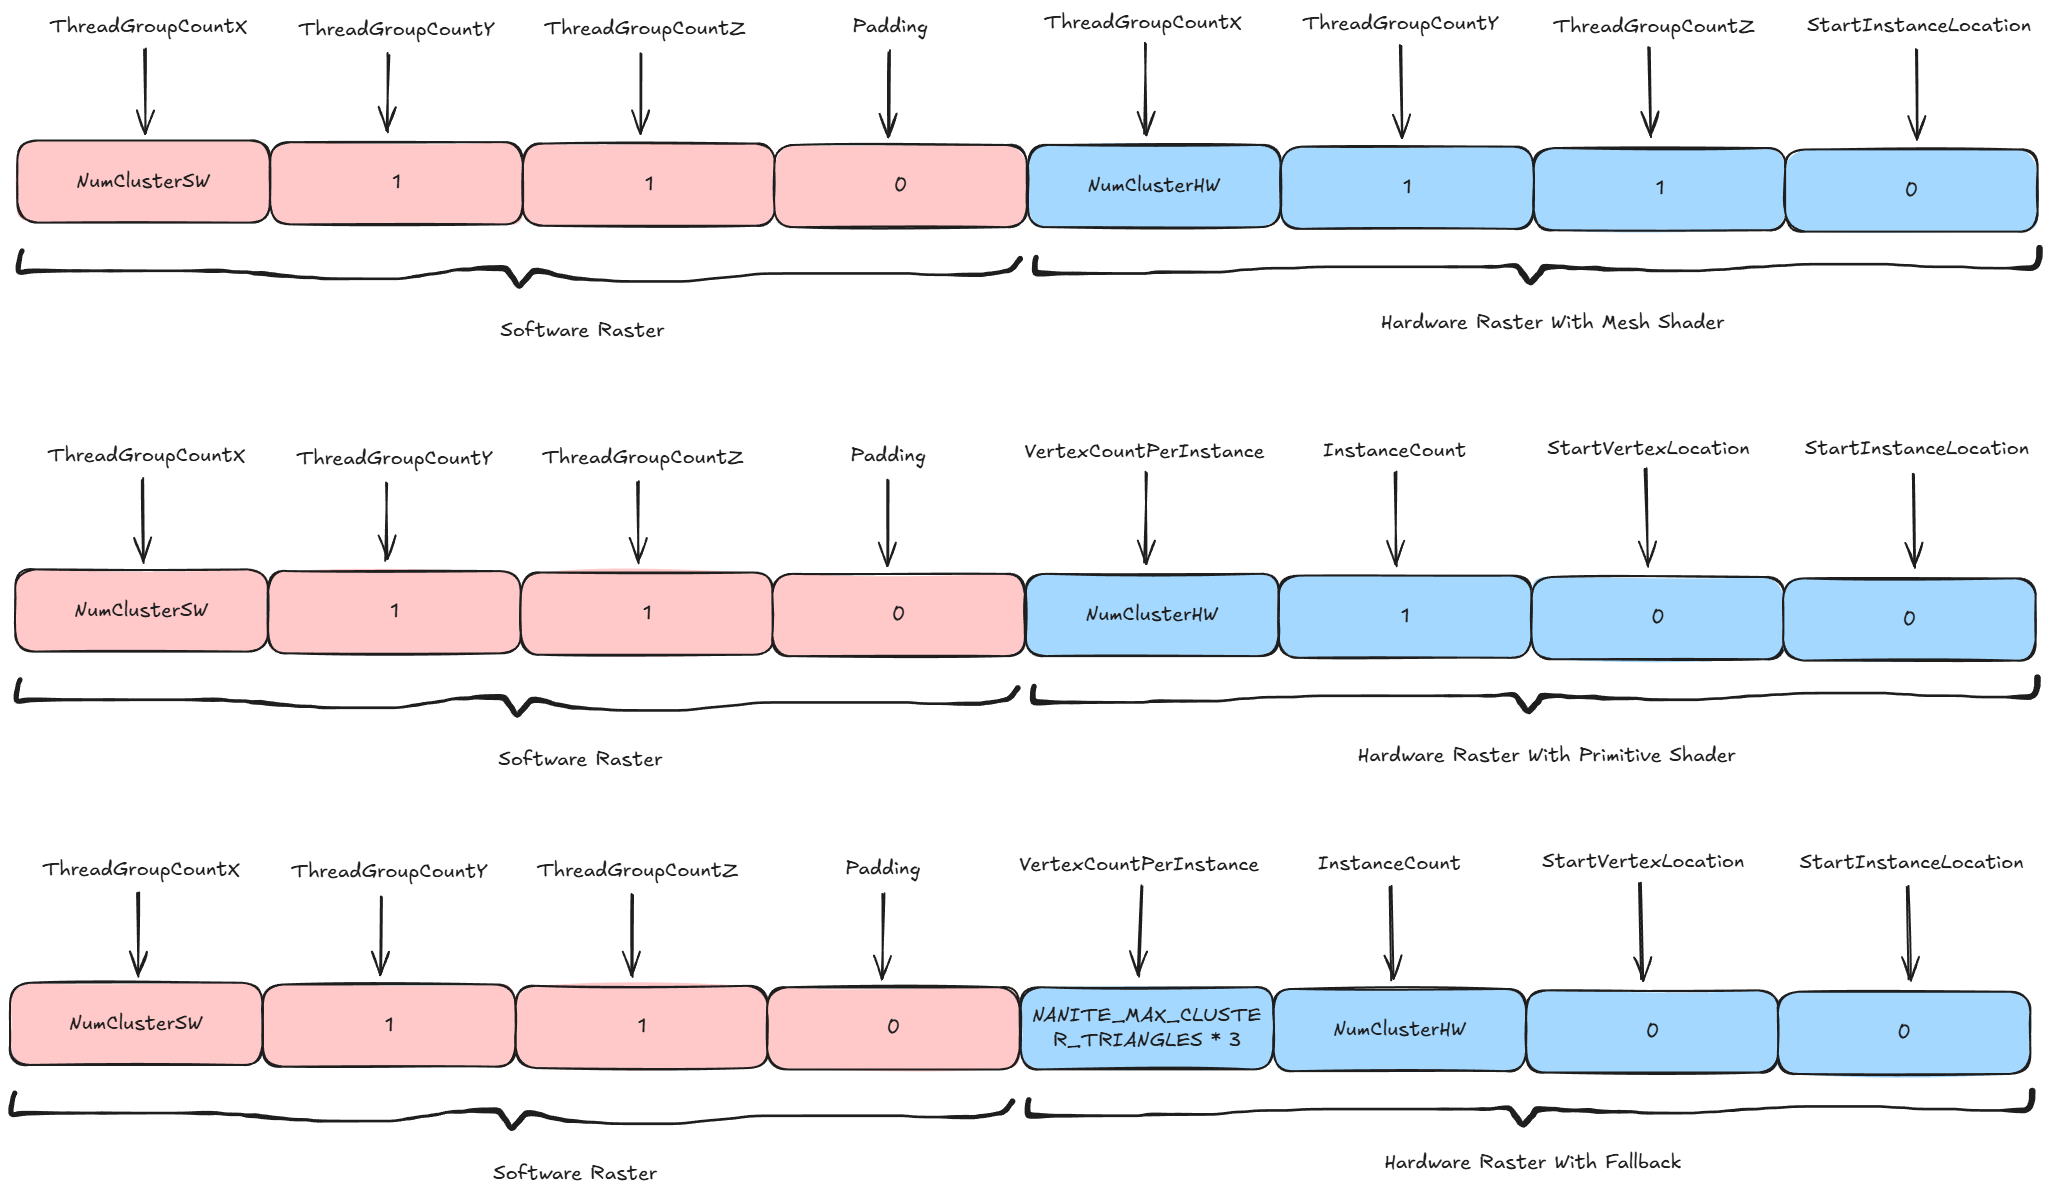 ThreadGroupCountX
ThreadGroupCountY
ThreadGroupCountZ
Padding
ThreadGroupCountX
ThreadGroupCountY
ThreadGroupCountZ
StartInstanceLocation
NumClusterSW
1
1
0
NumClusterHW
1
1
0
Software Raster
Hardware Raster With Mesh Shader
ThreadGroupCountX
ThreadGroupCountY
ThreadGroupCountZ
Padding
VertexCountPerInstance
InstanceCount
StartVertexLocation
StartInstanceLocation
NumClusterSW
1
1
0
NumClusterHW
1
0
0
Software Raster
Hardware Raster With Primitive Shader
ThreadGroupCountX
ThreadGroupCountY
ThreadGroupCountZ
Padding
VertexCountPerInstance
InstanceCount
StartVertexLocation
StartInstanceLocation
NumClusterSW
1
1
0
NANITE_MAX_CLUSTE
R_TRIANGLES * 3
NumClusterHW
0
0
Software Raster
Hardware Raster With Fallback